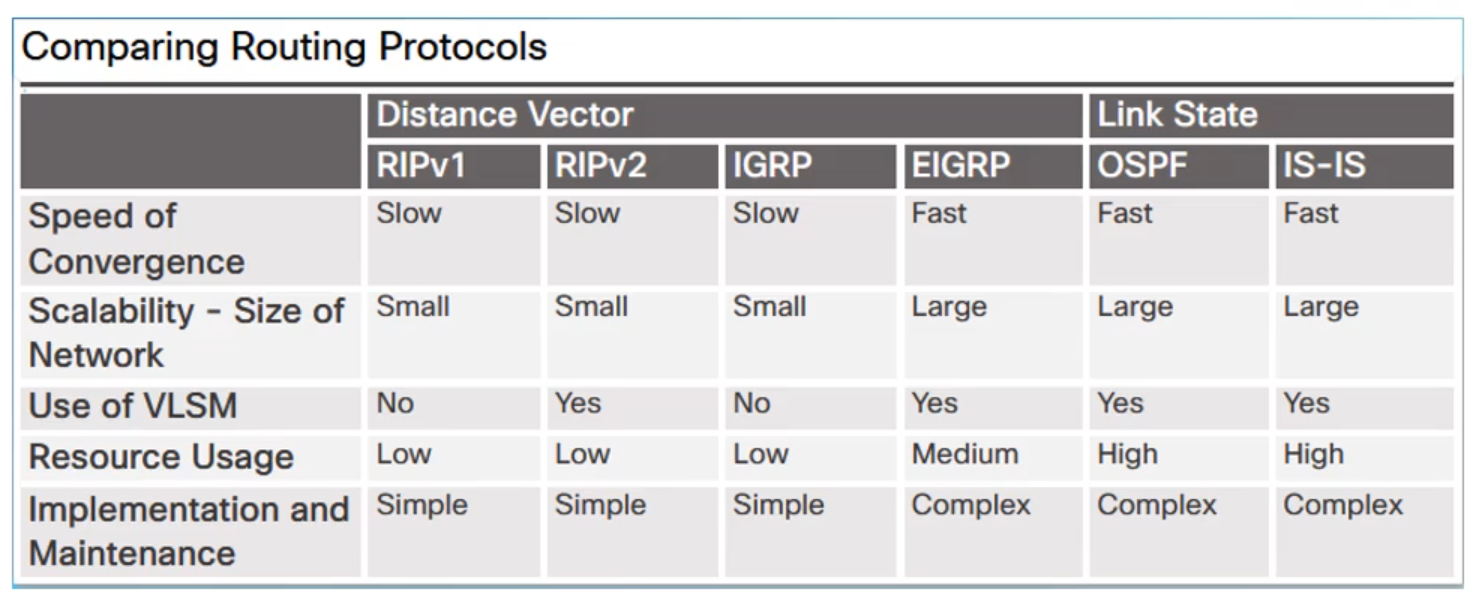 Comparing Routing Protocols
Distance Vector Link State
RIPv1 RIPv2 IGRP EIGRP OSPF IS-IS
Speed of Convergence Slow Slow Slow Fast Fast Fast
Scalability - Size of Network Small Small Small Large Large Large
Use of VLSM No Yes No Yes Yes Yes
Resource Usage Low Low Low Medium High High
Implementation and Maintenance Simple Simple Simple Complex Complex Complex